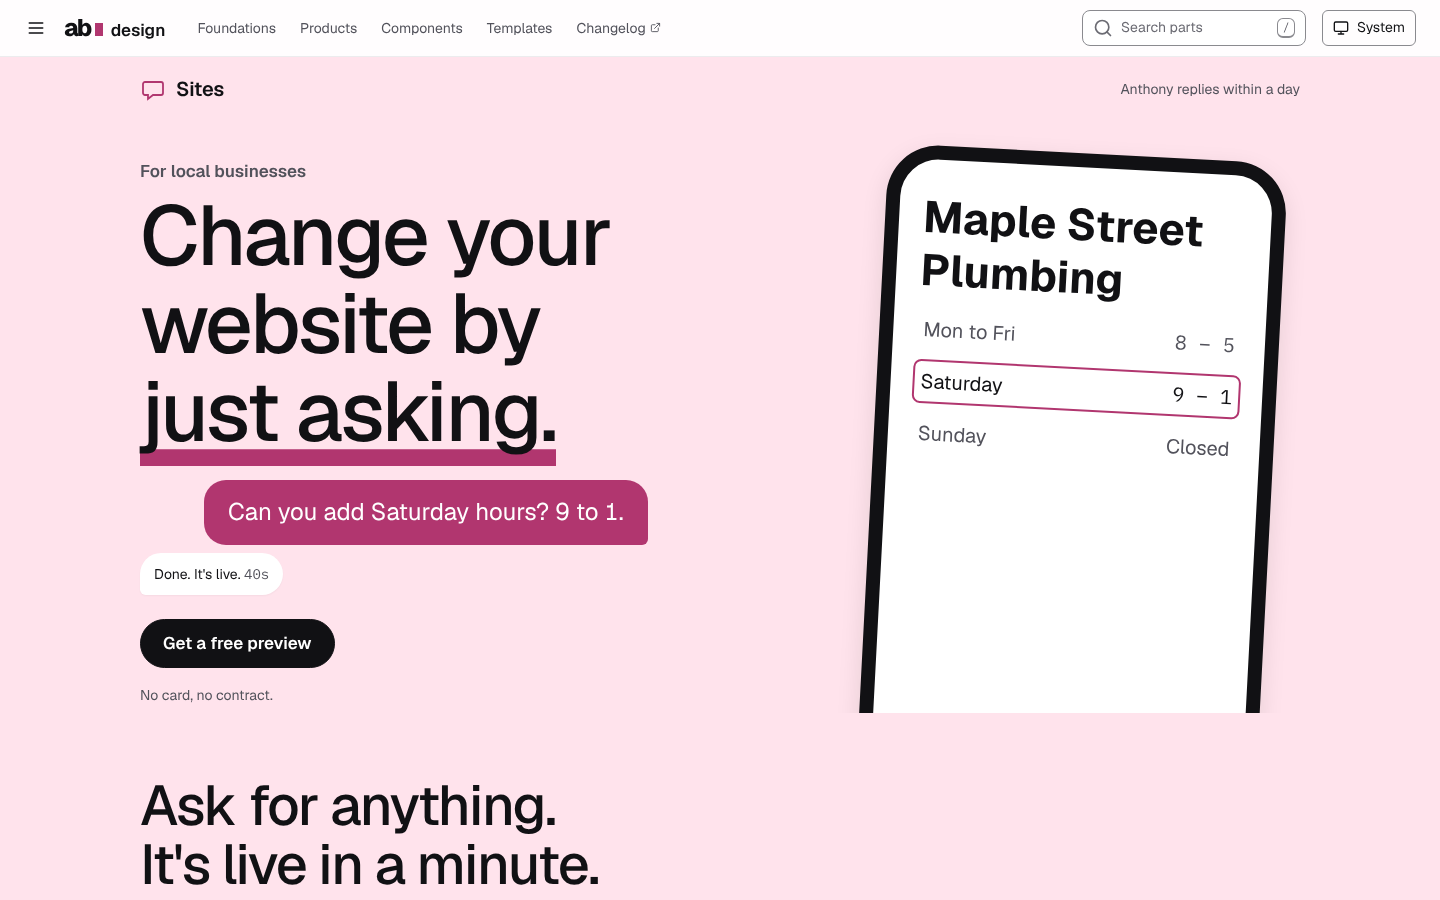 ab design
Foundations
Products
Components
Templates
Changelog
Search parts
/
System
Sites
Anthony replies within a day
For local businesses
Change your
website by
just asking.
Can you add Saturday hours? 9 to 1.
Done. It's live. 40s
Get a free preview
No card, no contract.
Maple Street
Plumbing
Mon to Fri 8 – 5
Saturday 9 – 1
Sunday Closed
Ask for anything.
It's live in a minute.